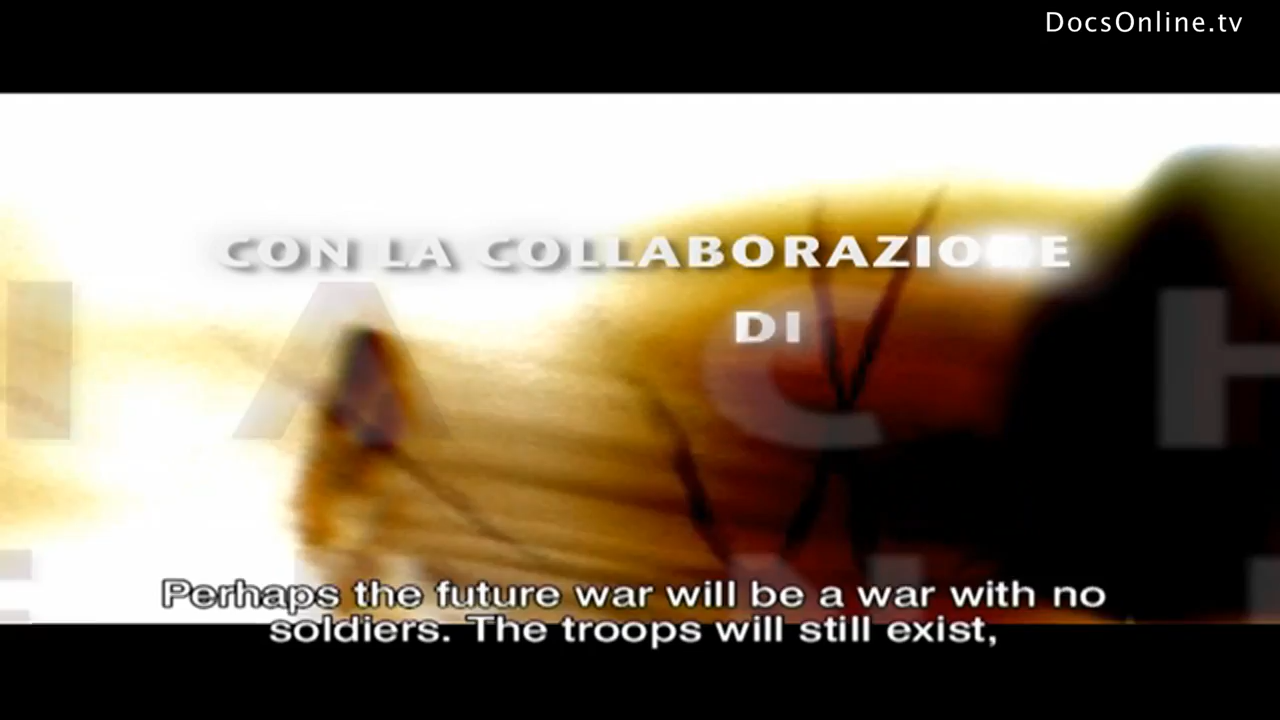 DocsOnline.tv
CON LA COLLABORAZIONE
DI
I A C H
Perhaps the future war will be a war with no
soldiers. The troops will still exist,